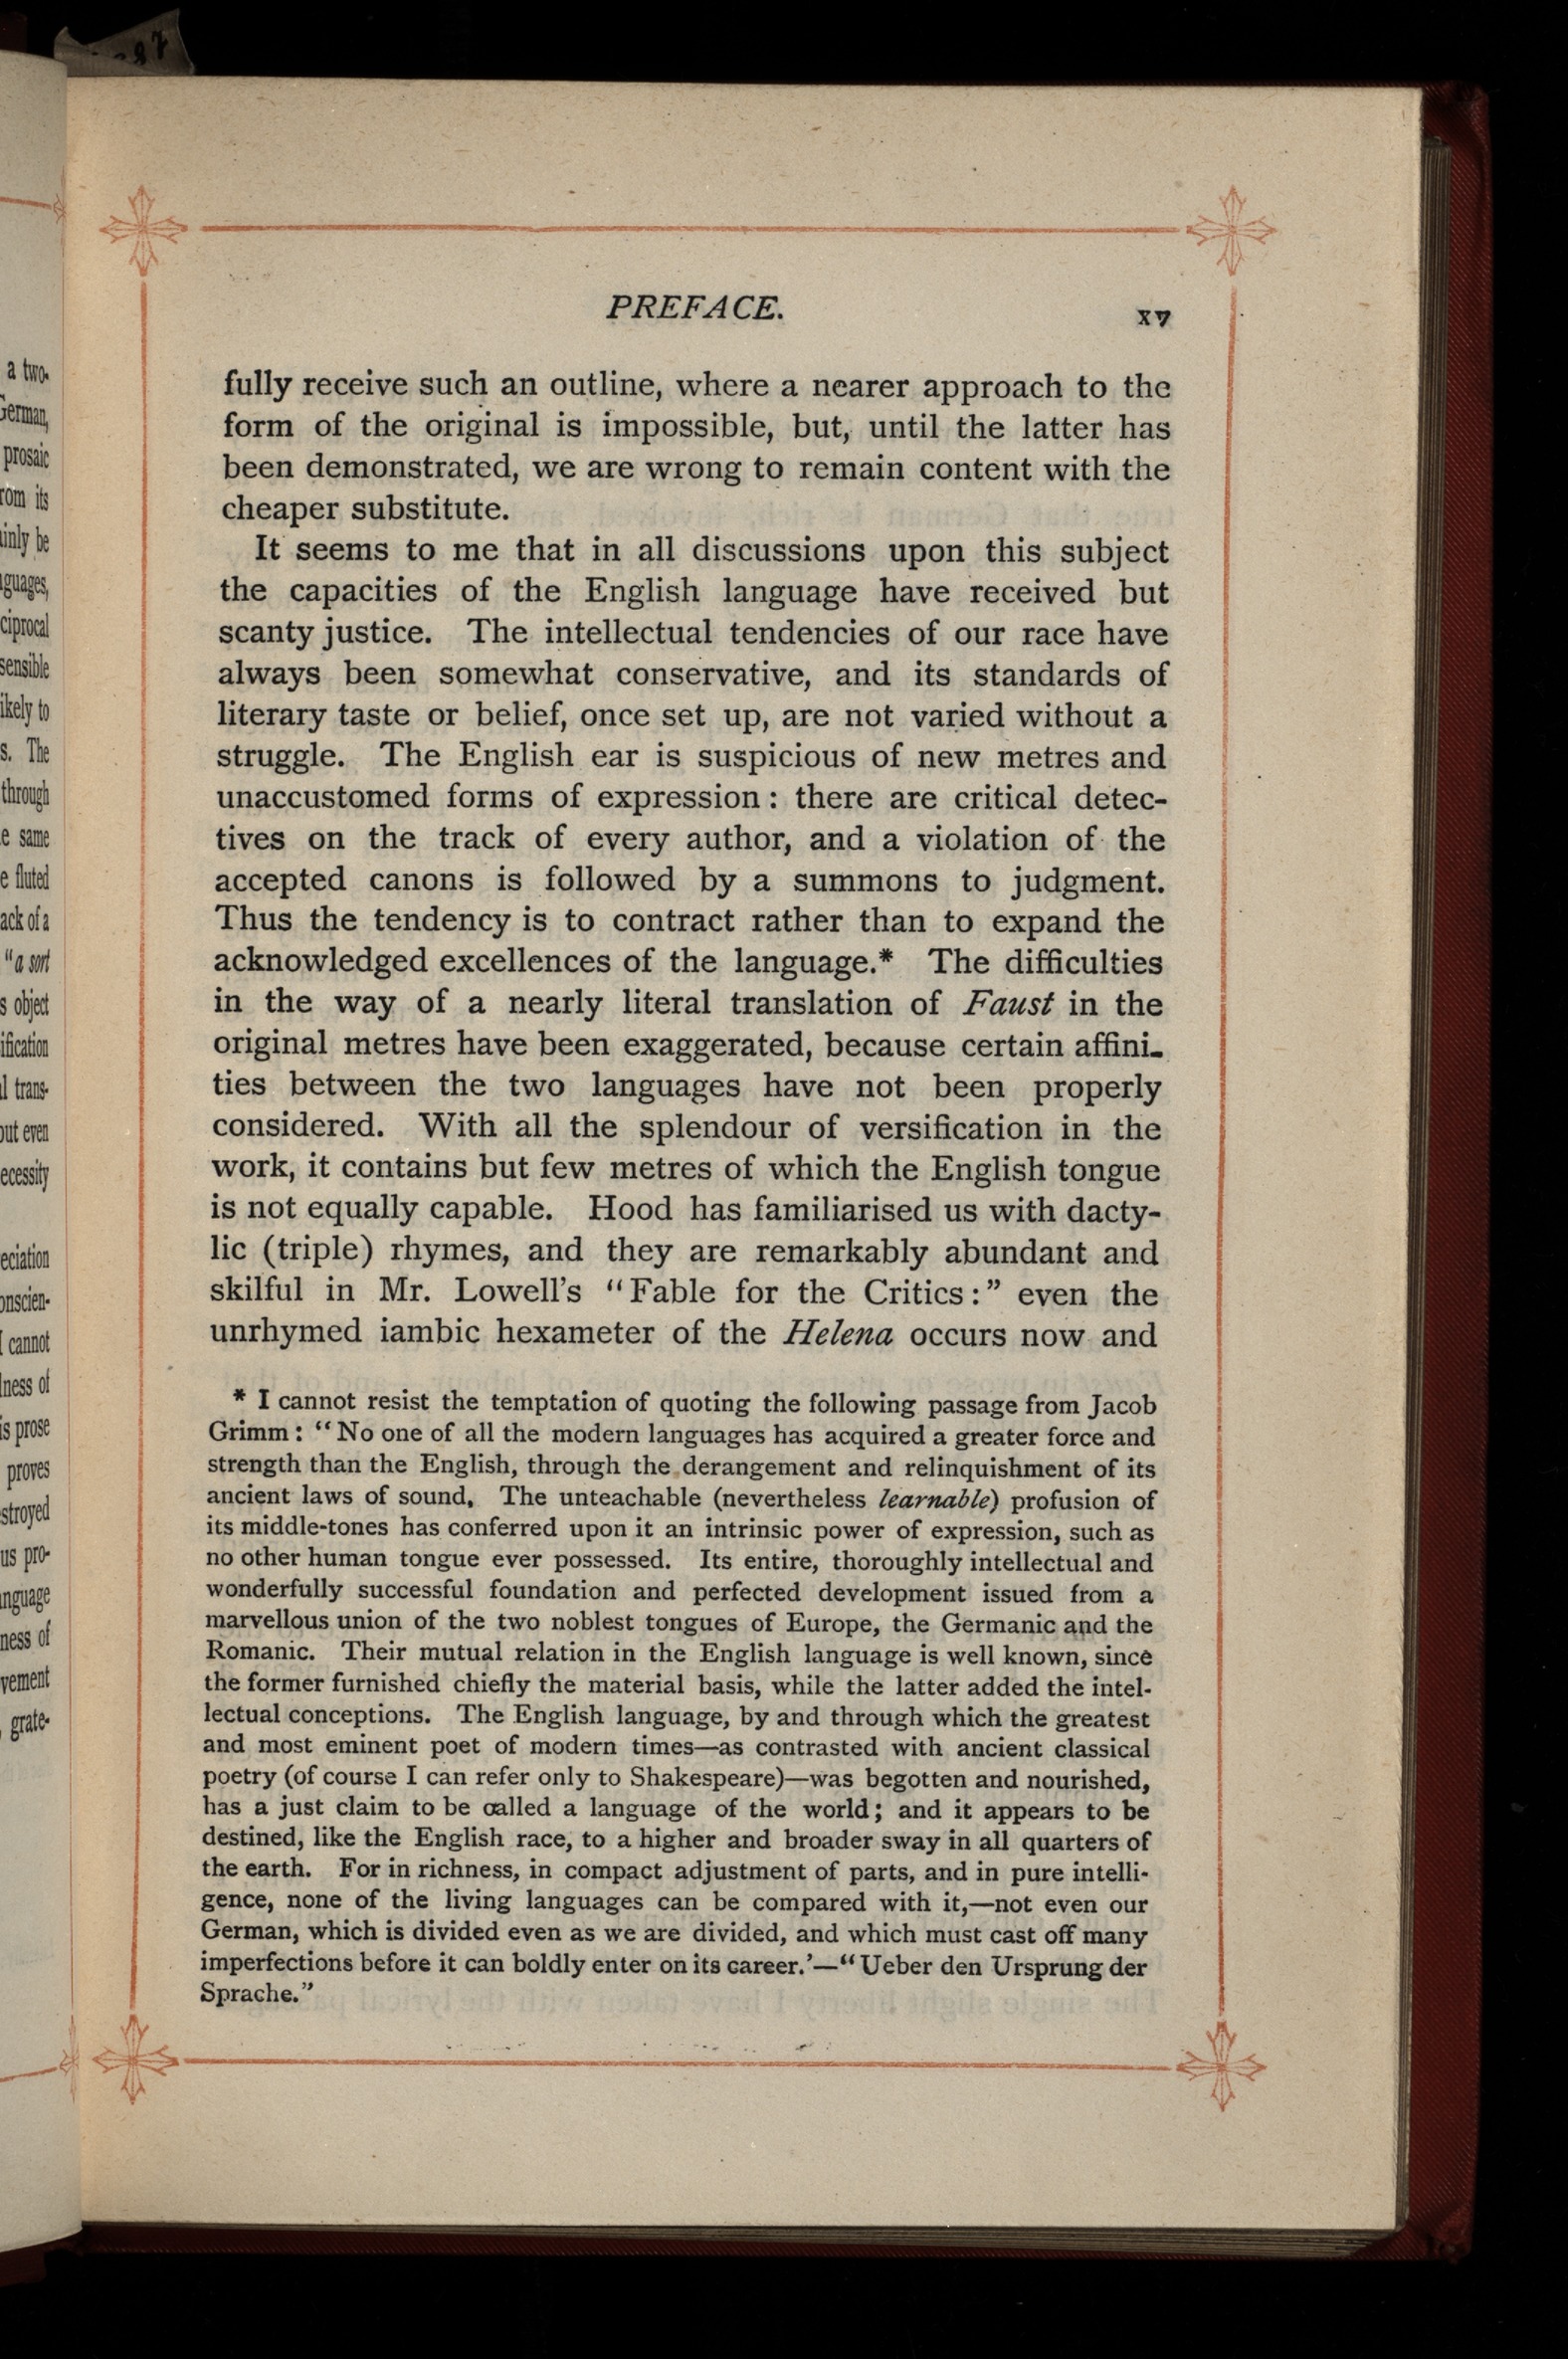 PREFACE.
xv
fully receive such an outline, where a nearer approach to the
form of the original is impossible, but, until the latter has
been demonstrated, we are wrong to remain content with the
cheaper substitute.
It seems to me that in all discussions upon this subject
the capacities of the English language have received but
scanty justice. The intellectual tendencies of our race have
always been somewhat conservative, and its standards of
literary taste or belief, once set up, are not varied without a
struggle. The English ear is suspicious of new metres and
unaccustomed forms of expression: there are critical detec-
tives on the track of every author, and a violation of the
accepted canons is followed by a summons to judgment.
Thus the tendency is to contract rather than to expand the
acknowledged excellences of the language.* The difficulties
in the way of a nearly literal translation of Faust in the
original metres have been exaggerated, because certain affini-
ties between the two languages have not been properly
considered. With all the splendour of versification in the
work, it contains but few metres of which the English tongue
is not equally capable. Hood has familiarised us with dacty-
lic (triple) rhymes, and they are remarkably abundant and
skilful in Mr. Lowell's “Fable for the Critics:” even the
unrhymed iambic hexameter of the Helena occurs now and
* I cannot resist the temptation of quoting the following passage from Jacob
Grimm: “No one of all the modern languages has acquired a greater force and
strength than the English, through the derangement and relinquishment of its
ancient laws of sound. The unteachable (nevertheless learnable) profusion of
its middle-tones has conferred upon it an intrinsic power of expression, such as
no other human tongue ever possessed. Its entire, thoroughly intellectual and
wonderfully successful foundation and perfected development issued from a
marvellous union of the two noblest tongues of Europe, the Germanic and the
Romanic. Their mutual relation in the English language is well known, since
the former furnished chiefly the material basis, while the latter added the intel-
lectual conceptions. The English language, by and through which the greatest
and most eminent poet of modern times—as contrasted with ancient classical
poetry (of course I can refer only to Shakespeare)—was begotten and nourished,
has a just claim to be called a language of the world; and it appears to be
destined, like the English race, to a higher and broader sway in all quarters of
the earth. For in richness, in compact adjustment of parts, and in pure intelli-
gence, none of the living languages can be compared with it,—not even our
German, which is divided even as we are divided, and which must cast off many
imperfections before it can boldly enter on its career.'—“Ueber den Ursprung der
Sprache.”